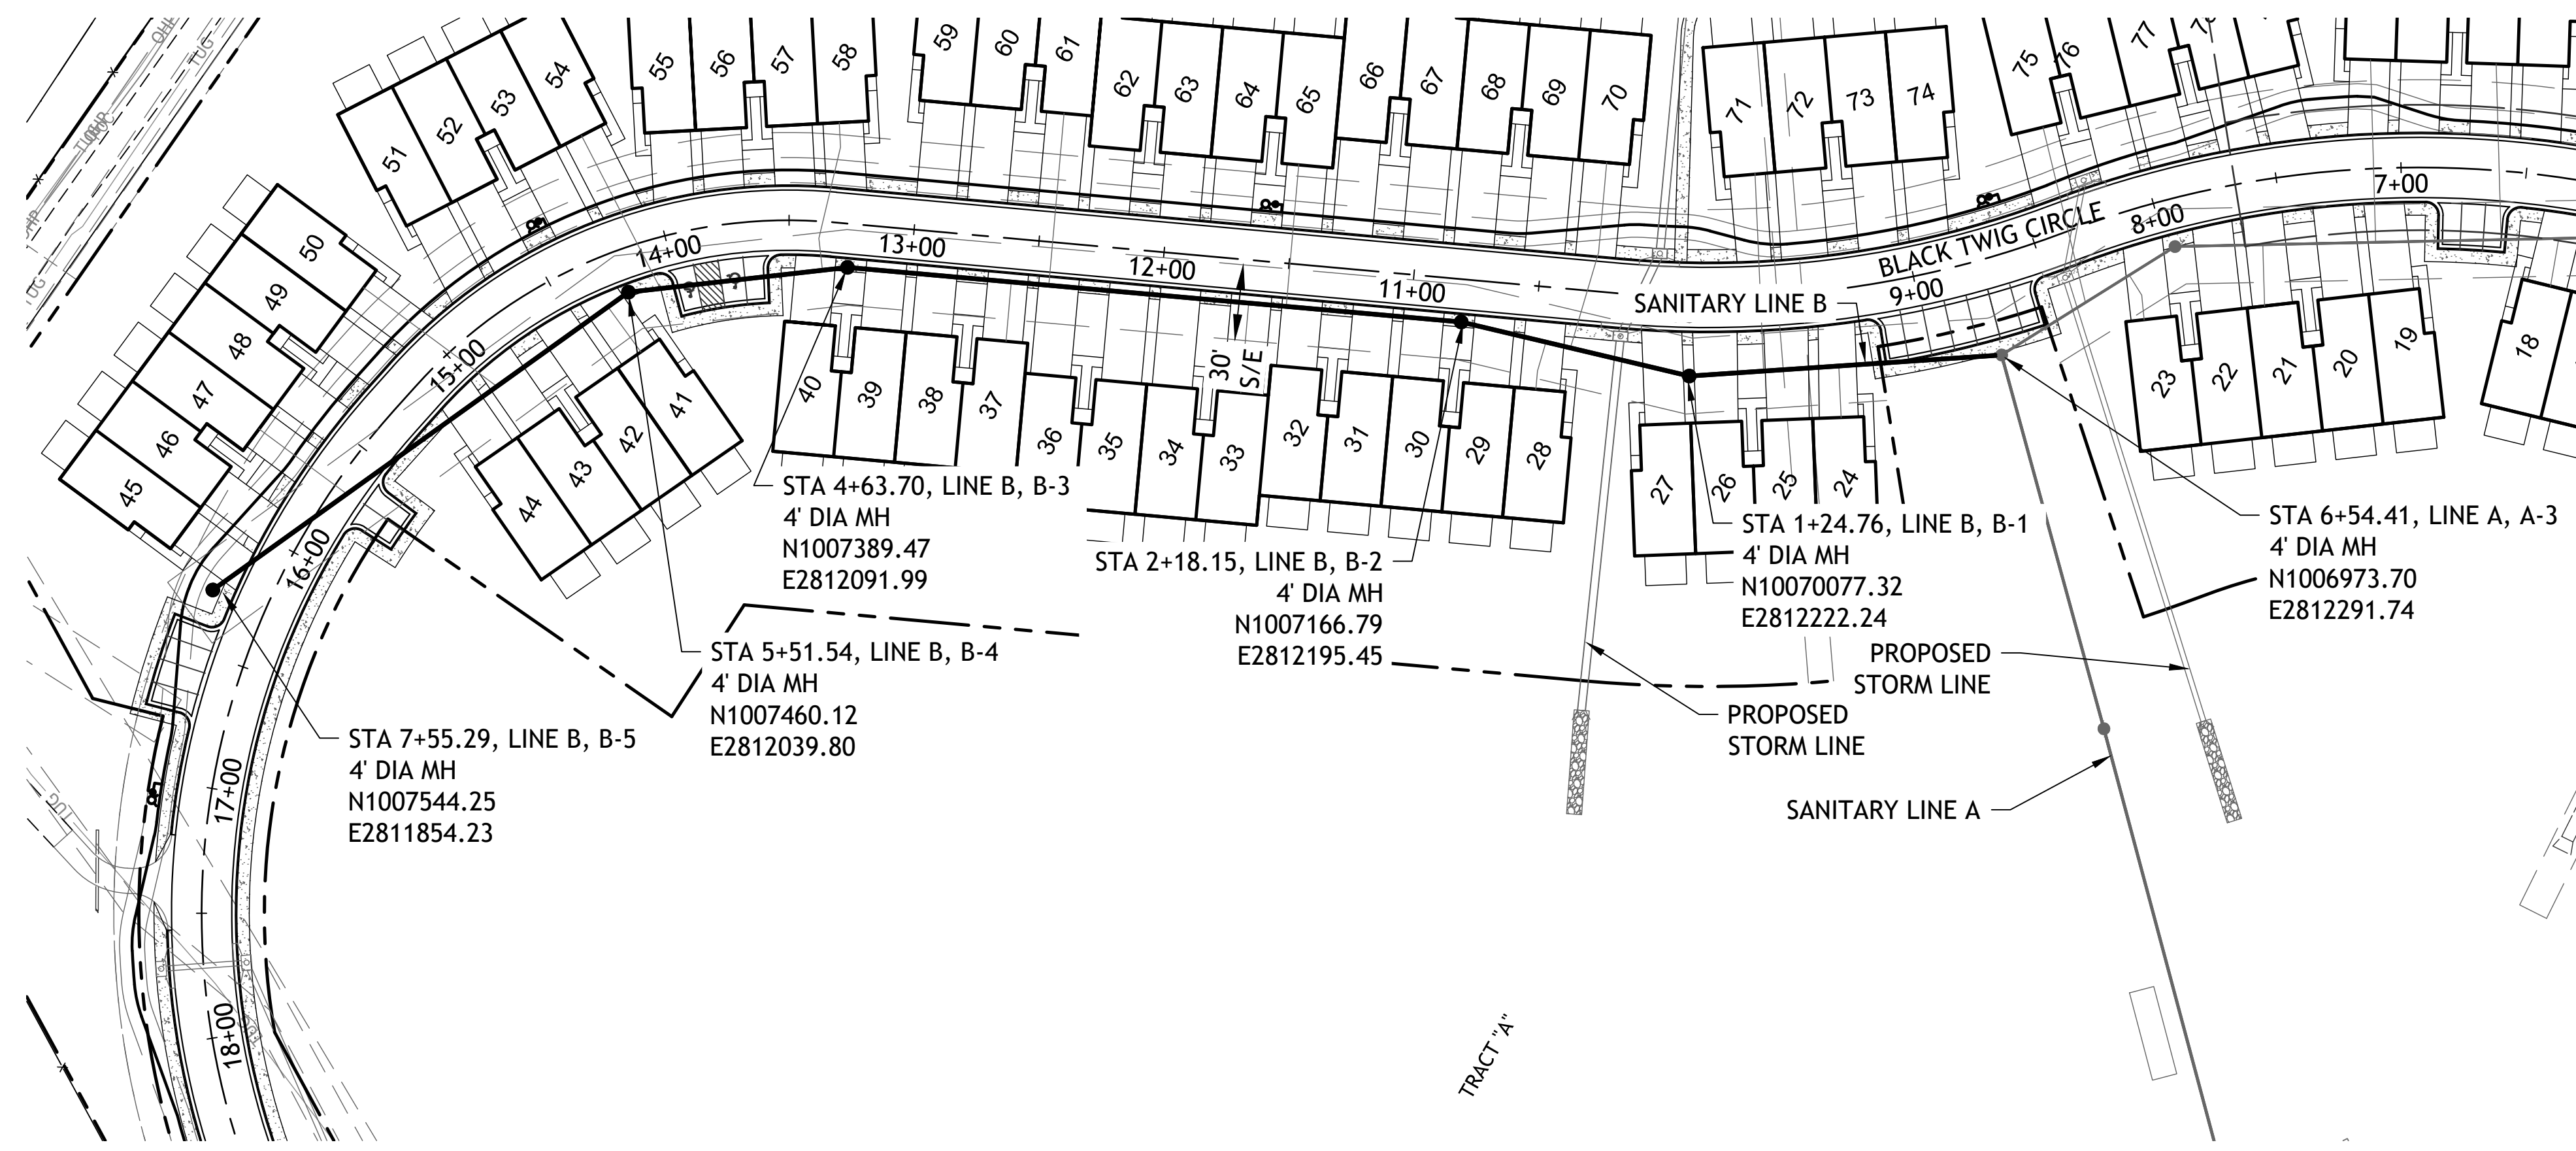 OHP
TUG
OHP
TUG
51
52
53
54
55
56
57
58
59
60
61
62
63
64
65
66
67
68
69
70
71
72
73
74
75
76
77
50
49
48
47
46
45
14+00
13+00
12+00
11+00
SANITARY LINE B
BLACK TWIG CIRCLE
9+00
8+00
7+00
15+00
16+00
17+00
18+00
30'
S/E
44
43
42
41
40
39
38
37
36
35
34
33
32
31
30
29
28
27
26
25
24
23
22
21
20
19
18
STA 4+63.70, LINE B, B-3
4' DIA MH
N1007389.47
E2812091.99
STA 2+18.15, LINE B, B-2
4' DIA MH
N1007166.79
E2812195.45
STA 1+24.76, LINE B, B-1
4' DIA MH
N10070077.32
E2812222.24
STA 6+54.41, LINE A, A-3
4' DIA MH
N1006973.70
E2812291.74
STA 5+51.54, LINE B, B-4
4' DIA MH
N1007460.12
E2812039.80
STA 7+55.29, LINE B, B-5
4' DIA MH
N1007544.25
E2811854.23
PROPOSED
STORM LINE
PROPOSED
STORM LINE
SANITARY LINE A
TUG
TUG
TRACT "A"